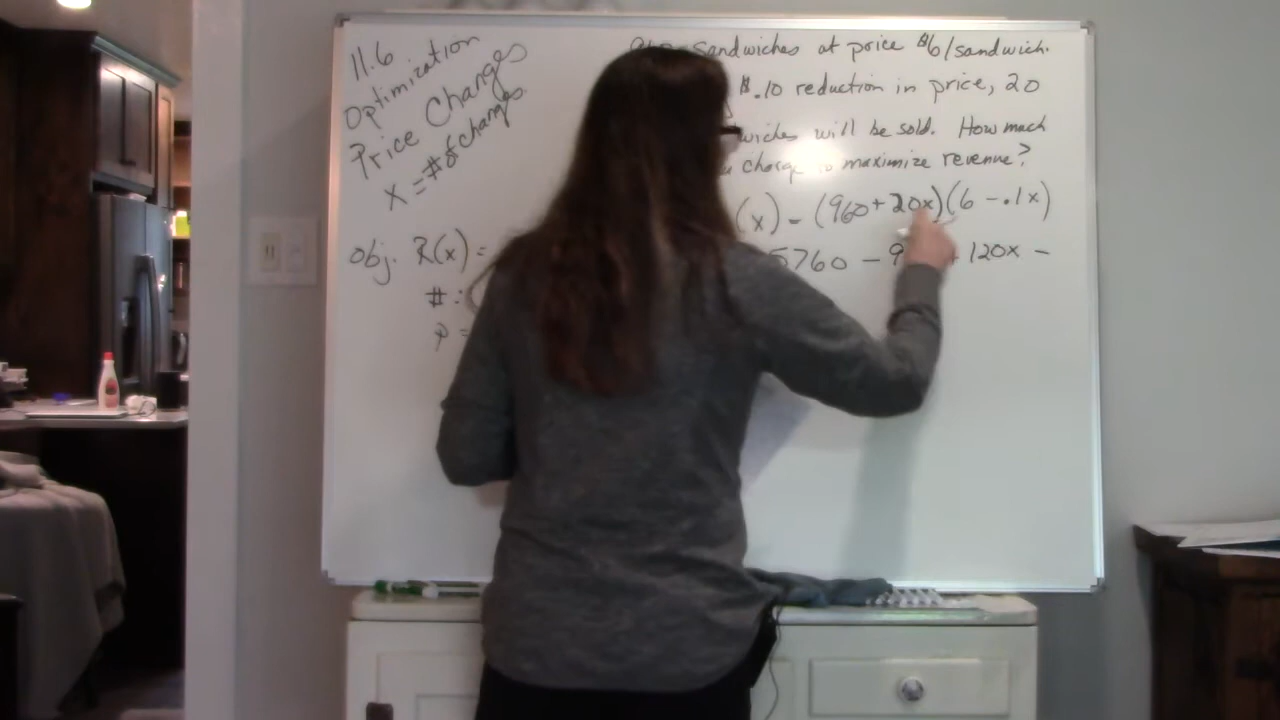 11.6
Optimization
Price Changes
X = # of changes.
obj. R(x) =
# :
p =
sandwiches at price $6/sandwich.
$.10 reduction in price, 20
will be sold. How much
charge to maximize revenue?
(x) = (960 + 20x)(6 - .1x)
5760 - 9 120x -